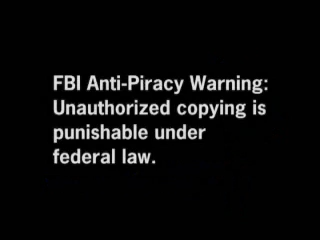 FBI Anti-Piracy Warning:
Unauthorized copying is
punishable under
federal law.